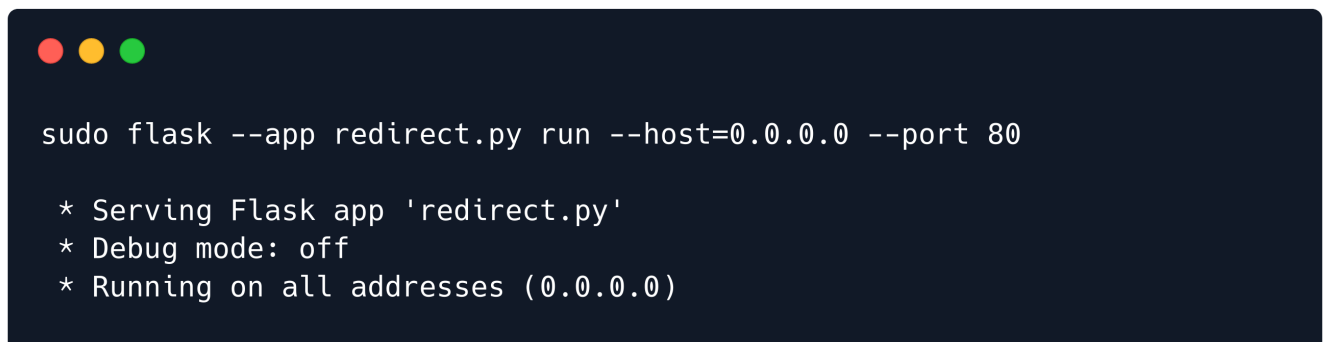 sudo flask --app redirect.py run --host=0.0.0.0 --port 80
* Serving Flask app 'redirect.py'
* Debug mode: off
* Running on all addresses (0.0.0.0)